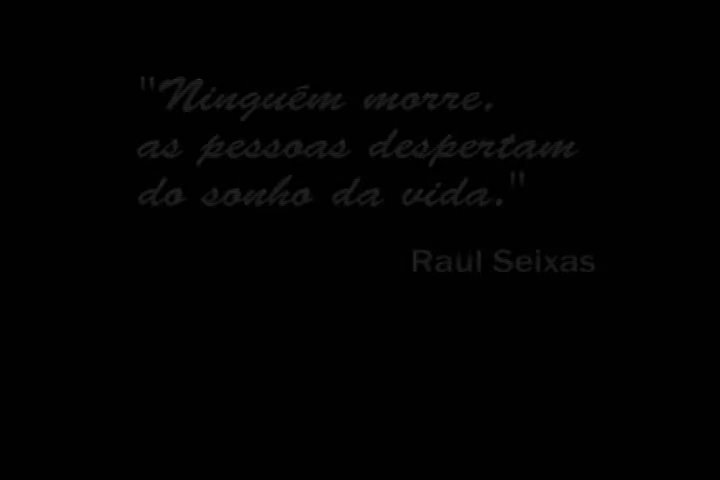 "Ninguém morre.
as pessoas despertam
do sonho da vida."
Raul Seixas